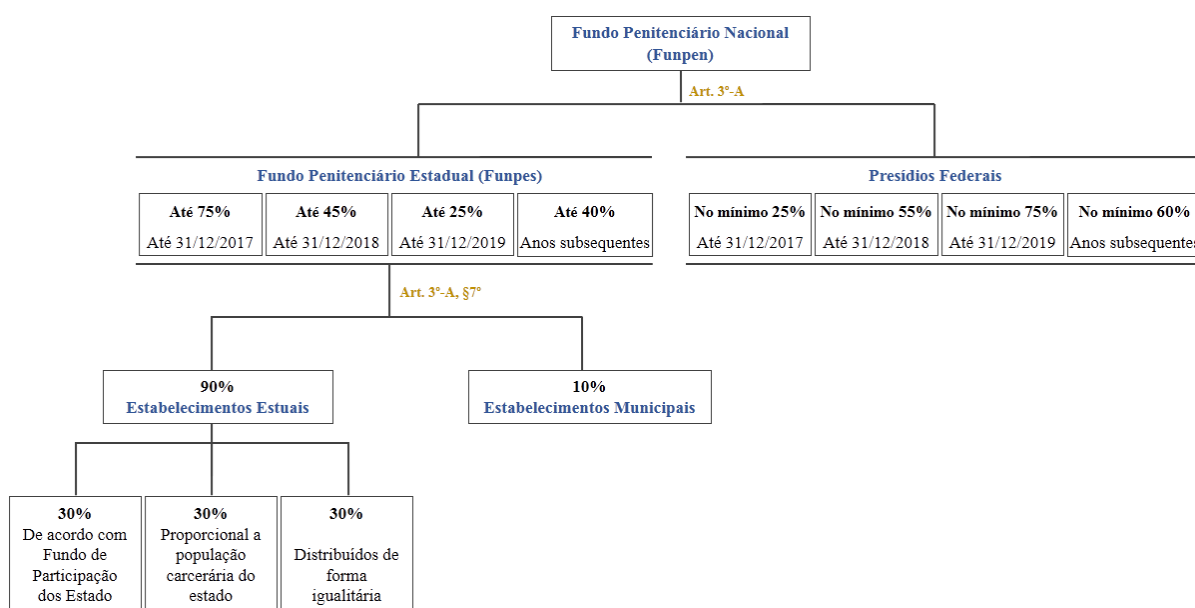 Fundo Penitenciário Nacional
(Funpen)
Art. 3º-A
Fundo Penitenciário Estadual (Funpes)
Presídios Federais
Até 75%
Até 31/12/2017
Até 45%
Até 31/12/2018
Até 25%
Até 31/12/2019
Até 40%
Anos subsequentes
No mínimo 25%
Até 31/12/2017
No mínimo 55%
Até 31/12/2018
No mínimo 75%
Até 31/12/2019
No mínimo 60%
Anos subsequentes
Art. 3º-A, §7º
90%
Estabelecimentos Estuais
10%
Estabelecimentos Municipais
30%
De acordo com
Fundo de
Participação
dos Estado
30%
Proporcional a
população
carcerária do
estado
30%
Distribuídos de
forma
igualitária